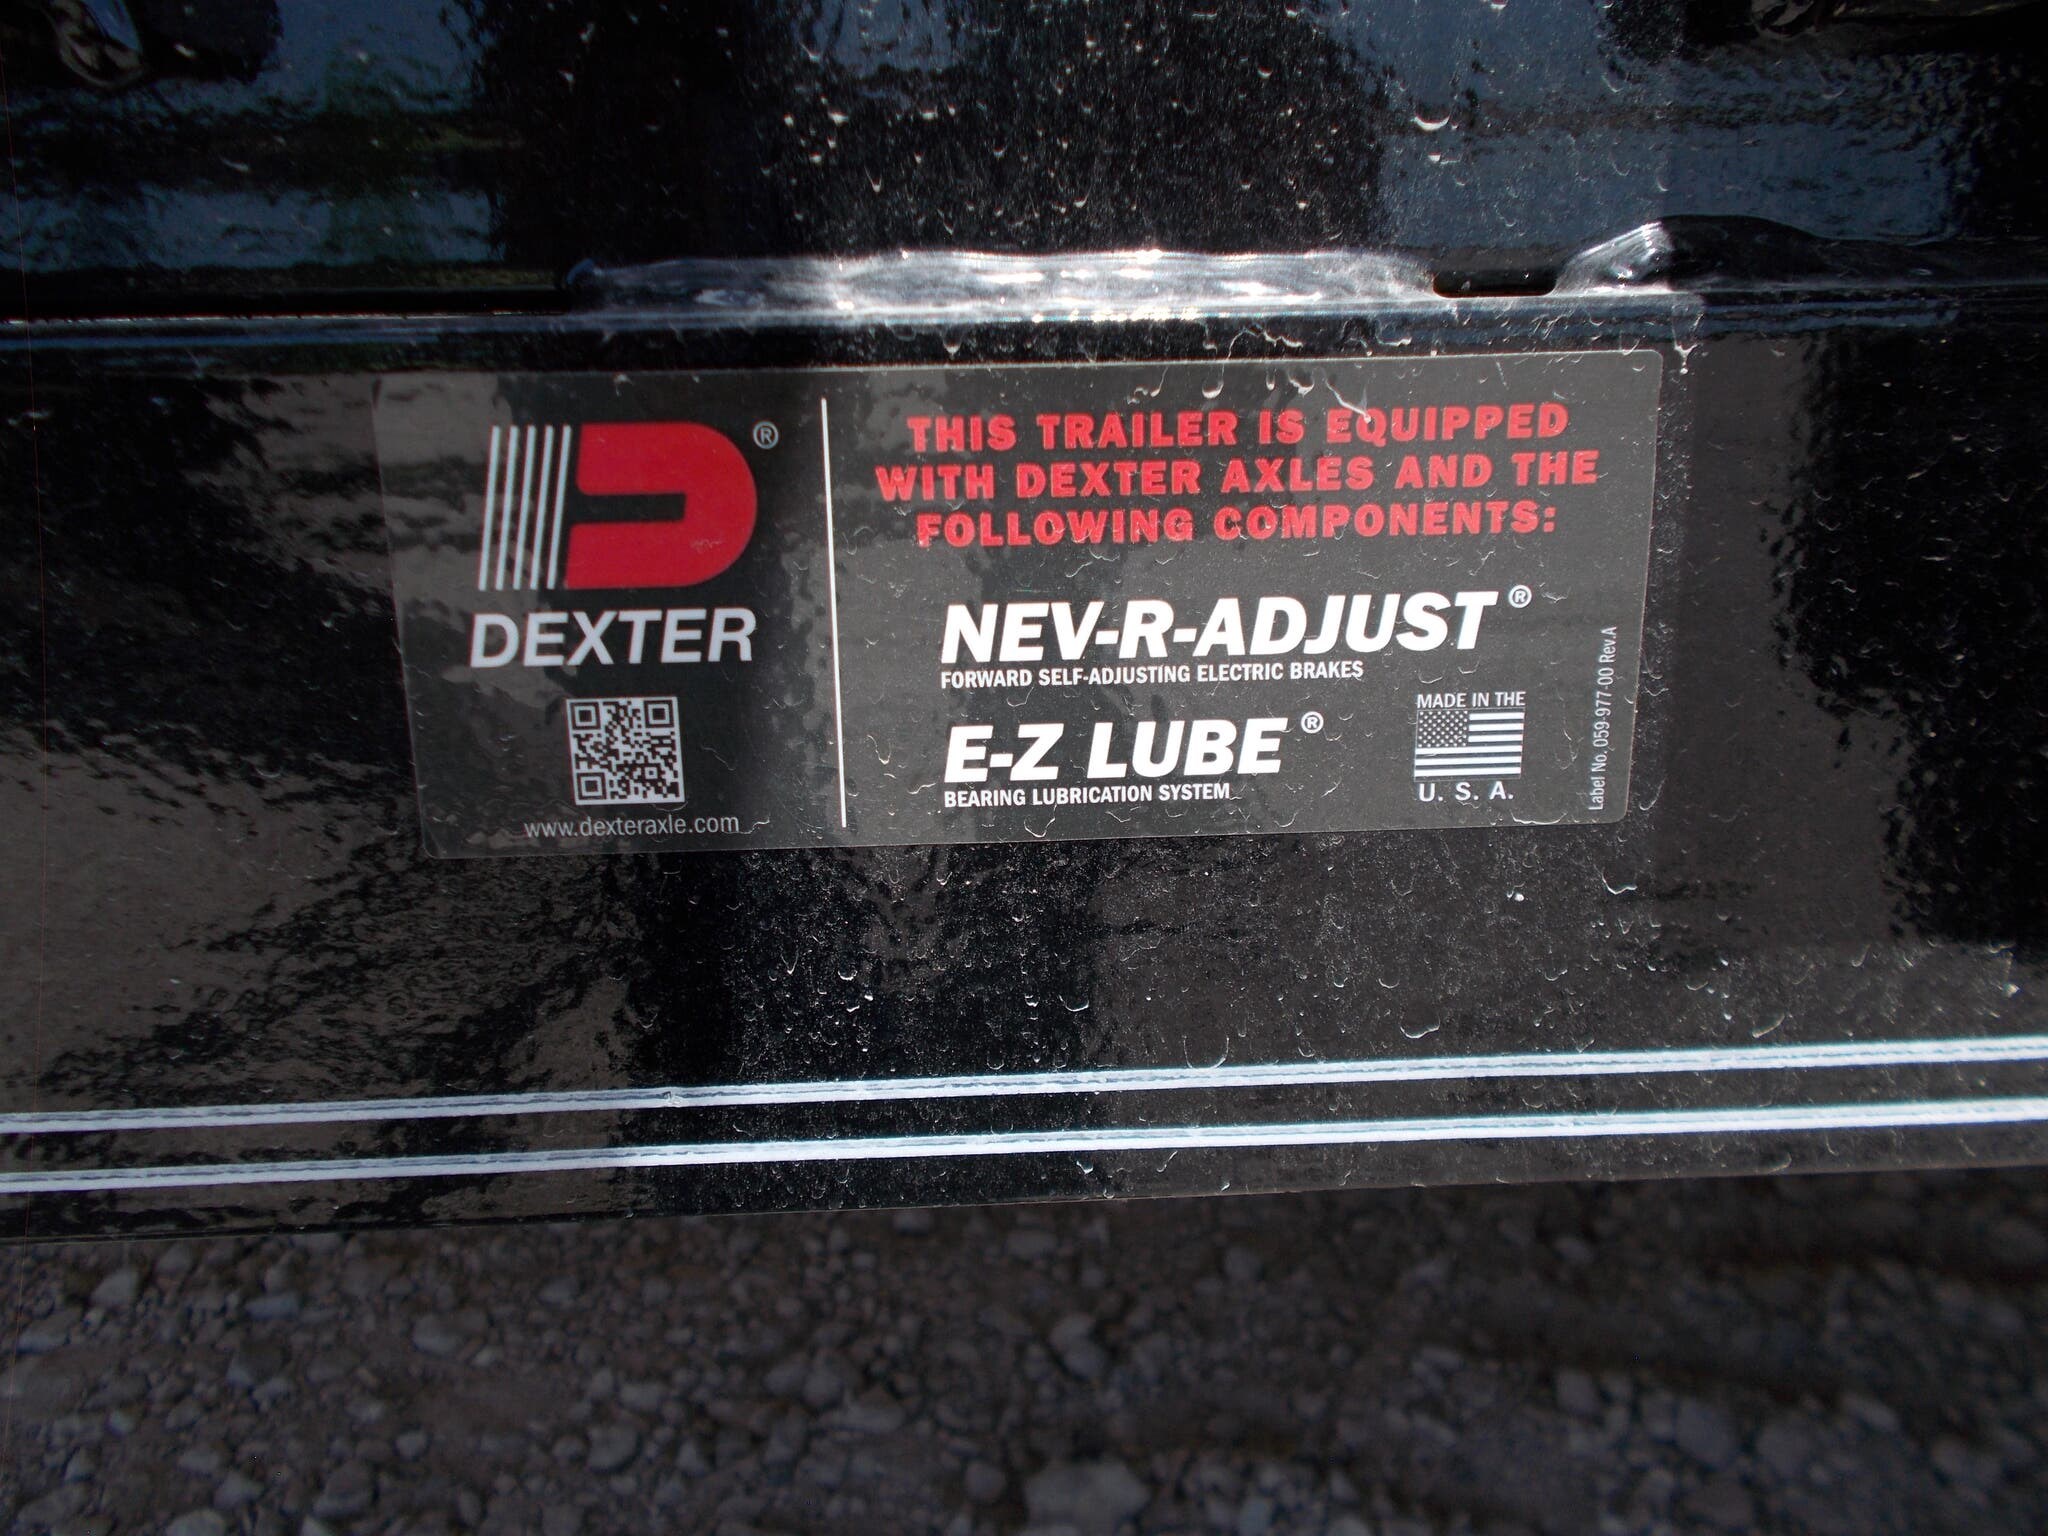 ®
DEXTER
www.dexteraxle.com
THIS TRAILER IS EQUIPPED
WITH DEXTER AXLES AND THE
FOLLOWING COMPONENTS:
NEV-R-ADJUST®
FORWARD SELF-ADJUSTING ELECTRIC BRAKES
E-Z LUBE®
BEARING LUBRICATION SYSTEM
MADE IN THE
U. S. A.
Label No. 059-977-00 Rev.A